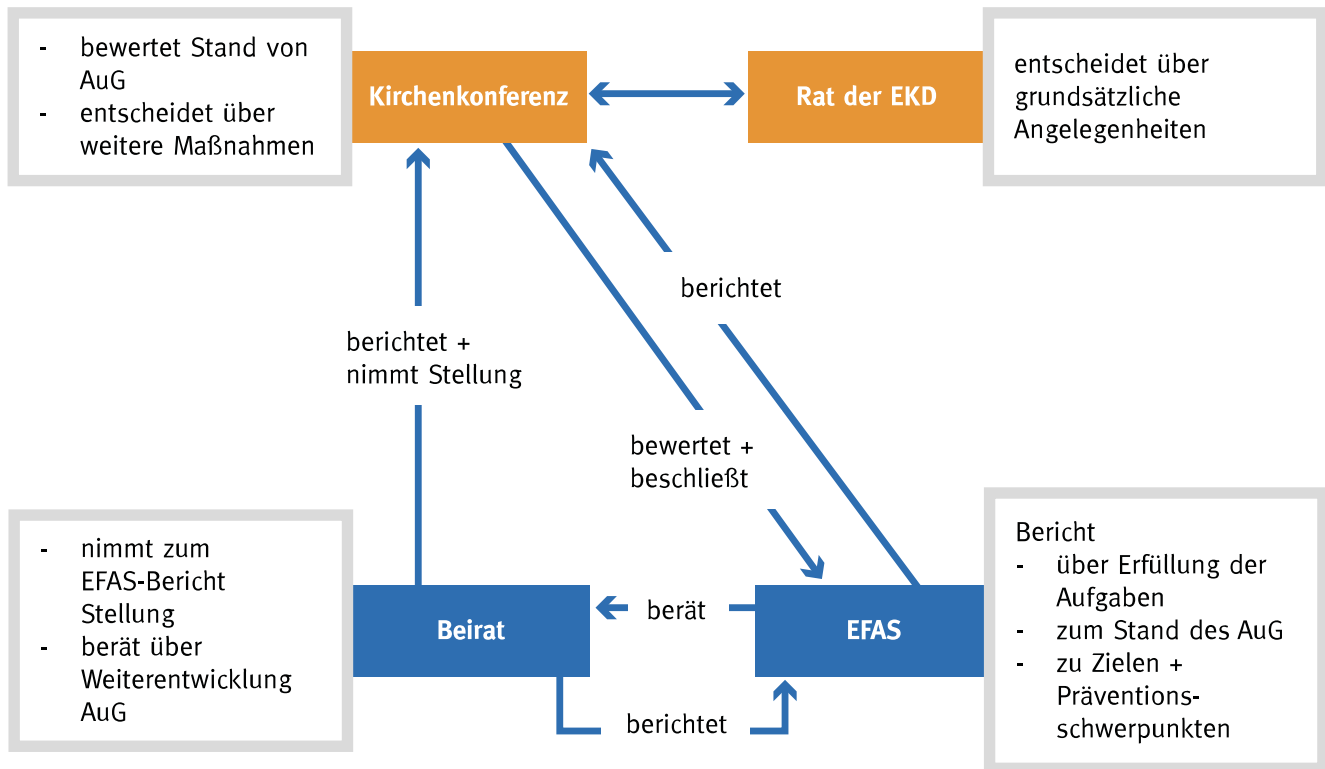 - bewertet Stand von
AuG
- entscheidet über
weitere Maßnahmen
Kirchenkonferenz
Rat der EKD
entscheidet über
grundsätzliche
Angelegenheiten
berichtet
berichtet +
nimmt Stellung
bewertet +
beschließt
- nimmt zum
EFAS-Bericht
Stellung
- berät über
Weiterentwicklung
AuG
Beirat
berät
EFAS
berichtet
Bericht
- über Erfüllung der
Aufgaben
- zum Stand des AuG
- zu Zielen +
Präventions-
schwerpunkten